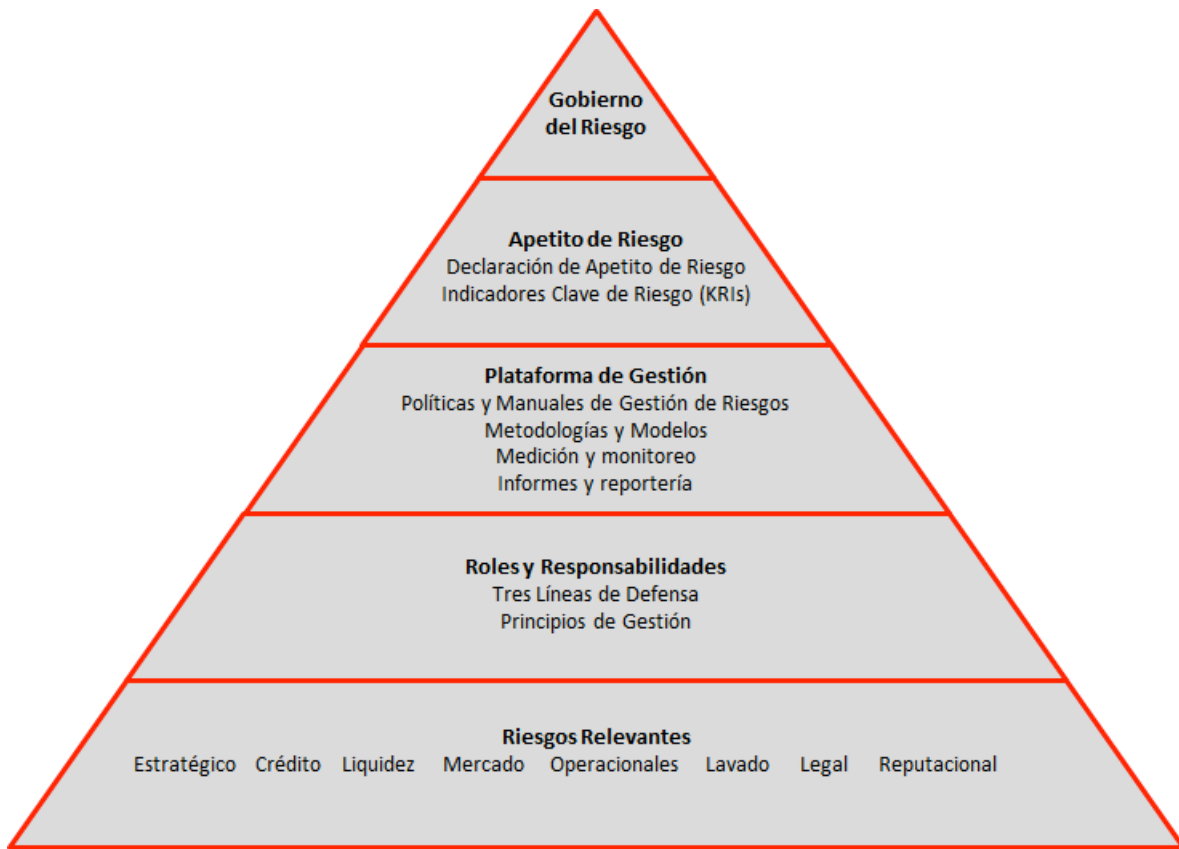 Gobierno
del Riesgo
Apetito de Riesgo
Declaración de Apetito de Riesgo
Indicadores Clave de Riesgo (KRIs)
Plataforma de Gestión
Políticas y Manuales de Gestión de Riesgos
Metodologías y Modelos
Medición y monitoreo
Informes y reportería
Roles y Responsabilidades
Tres Líneas de Defensa
Principios de Gestión
Riesgos Relevantes
Estratégico Crédito Liquidez Mercado Operacionales Lavado Legal Reputacional